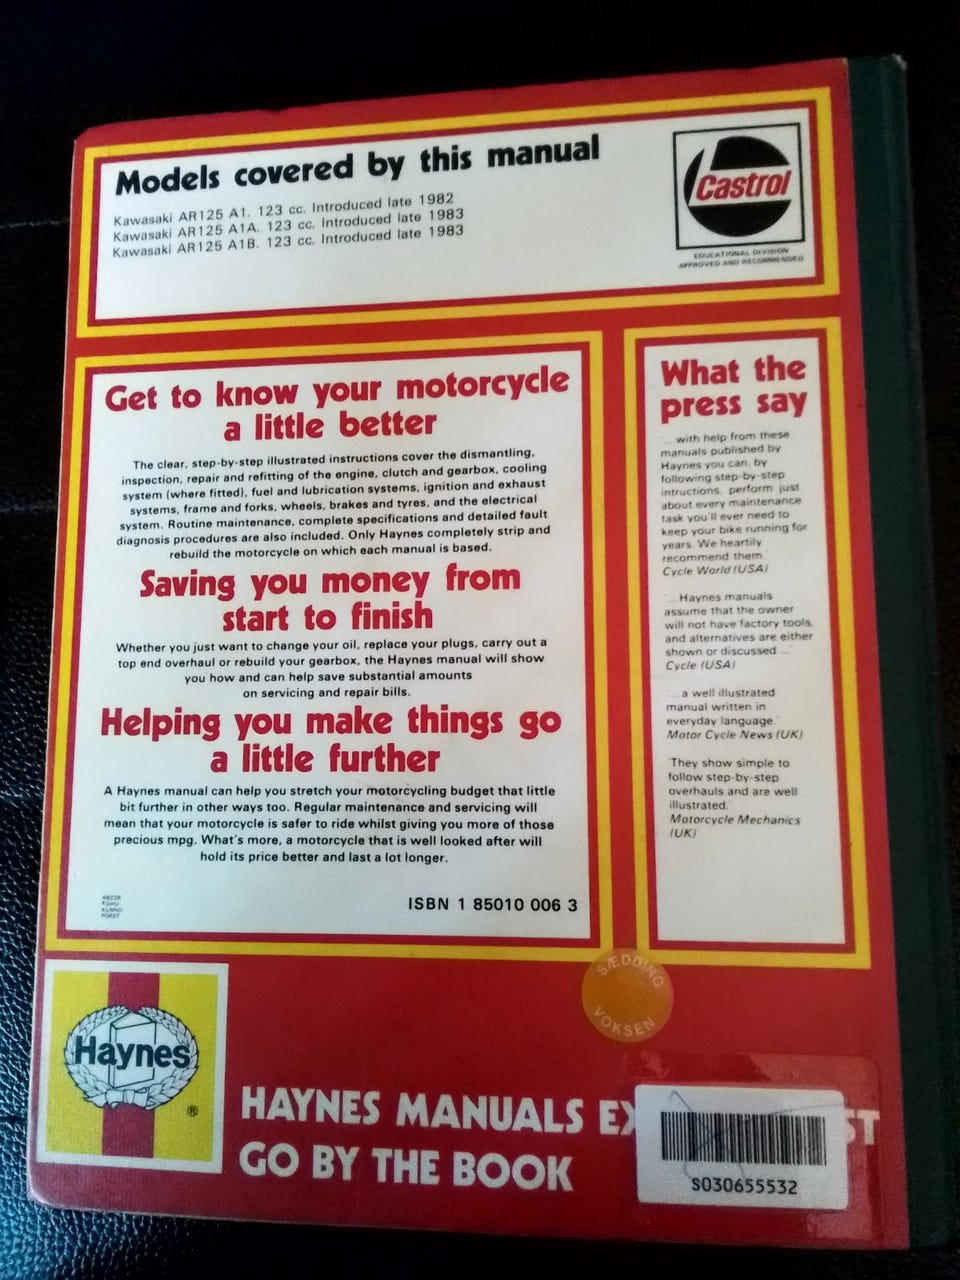 Models covered by this manual
Kawasaki AR125 A1. 123 cc. Introduced late 1982
Kawasaki AR125 A1A. 123 cc. Introduced late 1983
Kawasaki AR125 A1B. 123 cc. Introduced late 1983
Castrol
EDUCATIONAL DIVISION
APPROVED AND RECOMMENDED
Get to know your motorcycle
a little better
The clear, step-by-step illustrated instructions cover the dismantling,
inspection, repair and refitting of the engine, clutch and gearbox, cooling
system (where fitted), fuel and lubrication systems, ignition and exhaust
systems, frame and forks, wheels, brakes and tyres, and the electrical
system. Routine maintenance, complete specifications and detailed fault
diagnosis procedures are also included. Only Haynes completely strip and
rebuild the motorcycle on which each manual is based.
Saving you money from
start to finish
Whether you just want to change your oil, replace your plugs, carry out a
top end overhaul or rebuild your gearbox, the Haynes manual will show
you how and can help save substantial amounts
on servicing and repair bills.
Helping you make things go
a little further
A Haynes manual can help you stretch your motorcycling budget that little
bit further in other ways too. Regular maintenance and servicing will
mean that your motorcycle is safer to ride whilst giving you more of those
precious mpg. What's more, a motorcycle that is well looked after will
hold its price better and last a lot longer.
ISBN 1 85010 006 3
What the
press say
'... with help from these
manuals published by
Haynes you can, by
following step-by-step
intructions, perform just
about every maintenance
task you'll ever need to
keep your bike running for
years. We heartily
recommend them.'
Cycle World (USA)
'... Haynes manuals
assume that the owner
will not have factory tools,
and alternatives are either
shown or discussed ...'
Cycle (USA)
'... a well illustrated
manual written in
everyday language.'
Motor Cycle News (UK)
'They show simple to
follow step-by-step
overhauls and are well
illustrated.'
Motorcycle Mechanics
(UK)
SÆDDING
VOKSEN
Haynes
®
HAYNES MANUALS
GO BY THE BOOK
S030655532